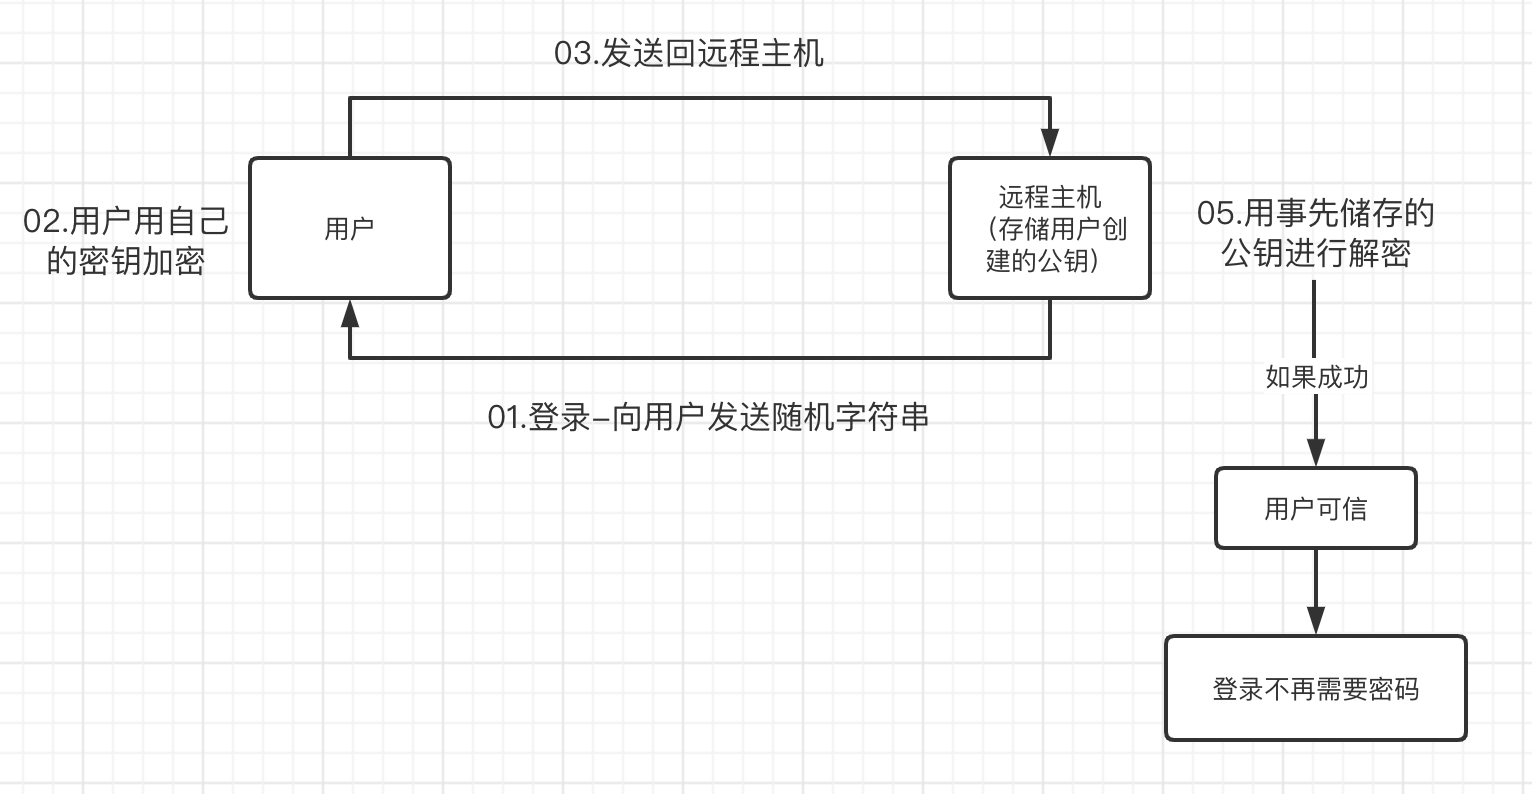 03.发送回远程主机
02.用户用自己
的密钥加密
用户
远程主机
（存储用户创
建的公钥）
05.用事先储存的
公钥进行解密
01.登录-向用户发送随机字符串
如果成功
用户可信
登录不再需要密码